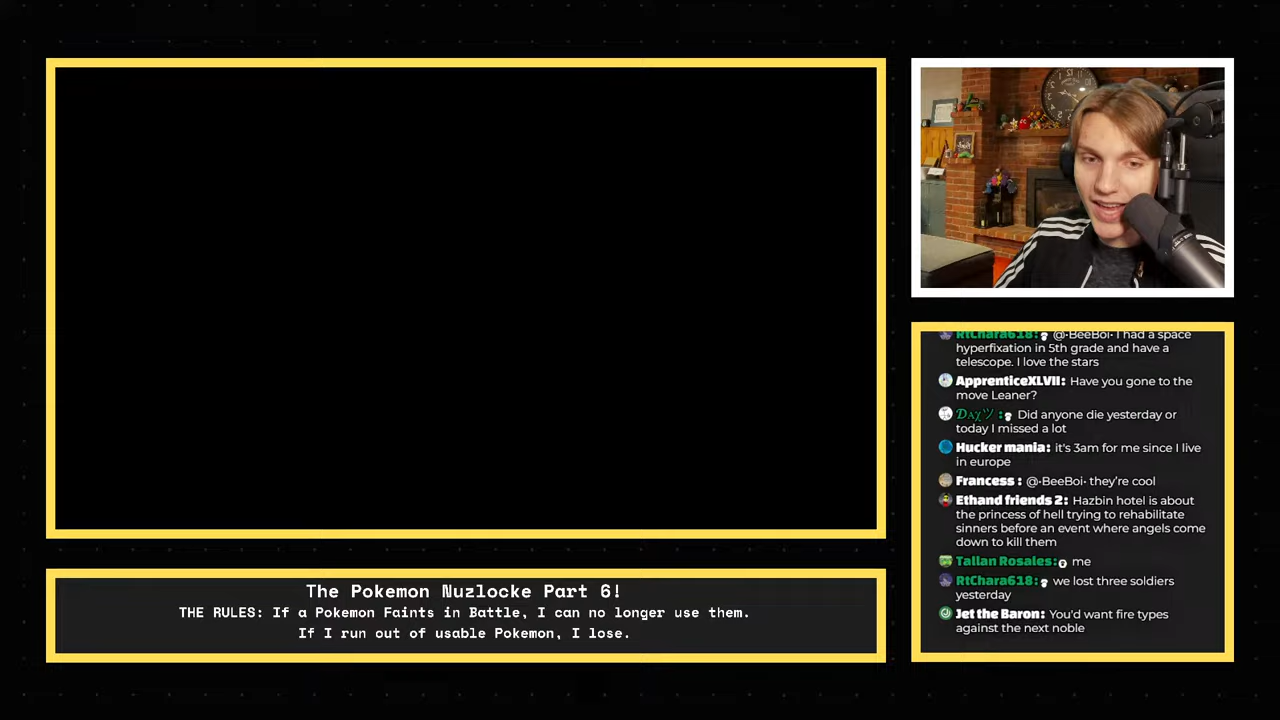 The Pokemon Nuzlocke Part 6!
THE RULES: If a Pokemon Faints in Battle, I can no longer use them.
If I run out of usable Pokemon, I lose.
RtChara618: @•BeeBoi• I had a space
hyperfixation in 5th grade and have a
telescope. I love the stars
ApprenticeXLVII: Have you gone to the
move Leaner?
Dαχツ : Did anyone die yesterday or
today I missed a lot
Hucker mania: it's 3am for me since I live
in europe
Francess : @•BeeBoi• they're cool
Ethand friends 2: Hazbin hotel is about
the princess of hell trying to rehabilitate
sinners before an event where angels come
down to kill them
Tallan Rosales: me
RtChara618: we lost three soldiers
yesterday
Jet the Baron: You'd want fire types
against the next noble